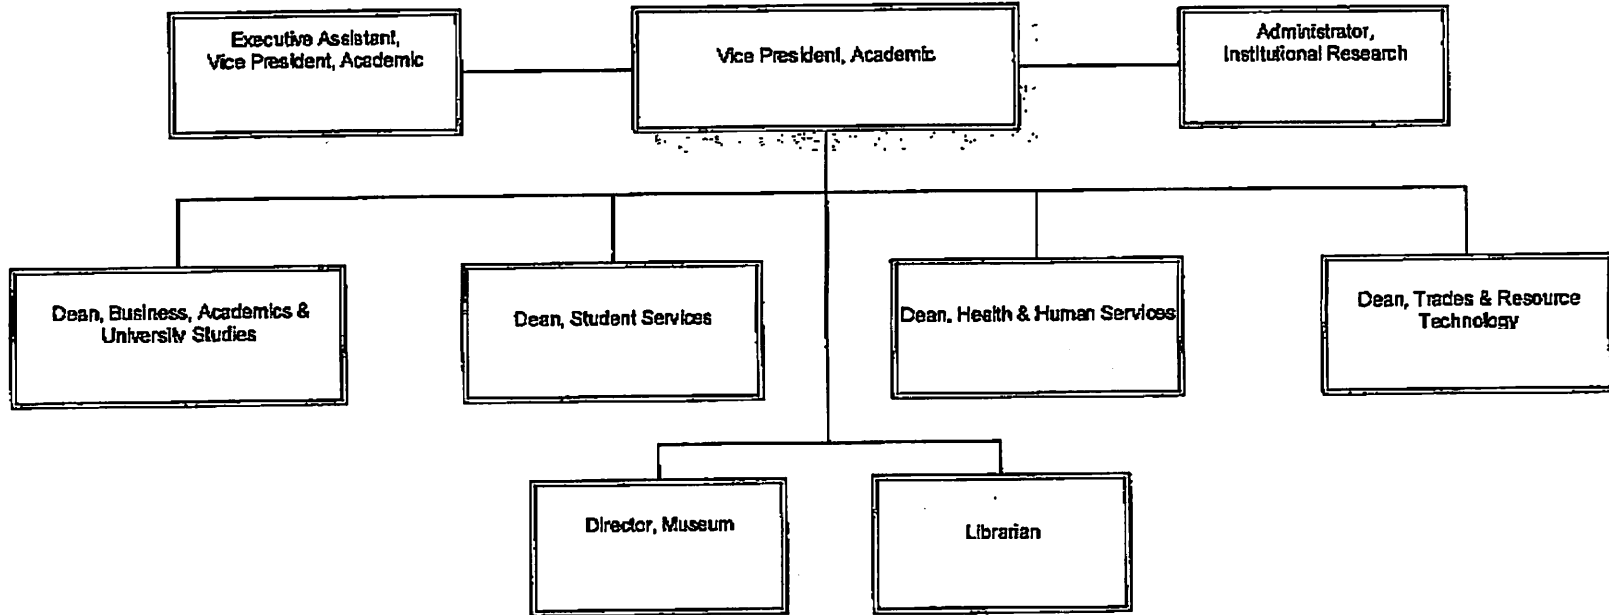 Executive Assistant,
Vice President, Academic
Vice President, Academic
Administrator,
Institutional Research
Dean, Business, Academics &
University Studies
Dean, Student Services
Dean, Health & Human Services
Dean, Trades & Resource
Technology
Director, Museum
Librarian